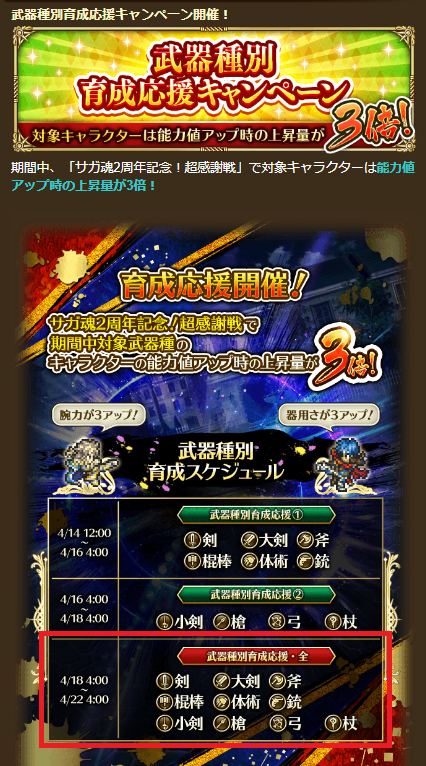 武器種別育成応援キャンペーン開催！
武器種別
育成応援キャンペーン
対象キャラクターは能力値アップ時の上昇量が3倍!
期間中、「サガ魂2周年記念！超感謝戦」で対象キャラクターは能力値
アップ時の上昇量が3倍！
育成応援開催！
サガ魂2周年記念！超感謝戦で
期間中対象武器種の
キャラクターの能力値アップ時の上昇量が3倍!
腕力が3アップ！
器用さが3アップ！
武器種別
育成スケジュール
武器種別育成応援①
4/14 12:00
～
4/16 4:00
剣 大剣 斧
棍棒 体術 銃
武器種別育成応援②
4/16 4:00
～
4/18 4:00
小剣 槍 弓 杖
武器種別育成応援・全
4/18 4:00
～
4/22 4:00
剣 大剣 斧
棍棒 体術 銃
小剣 槍 弓 杖